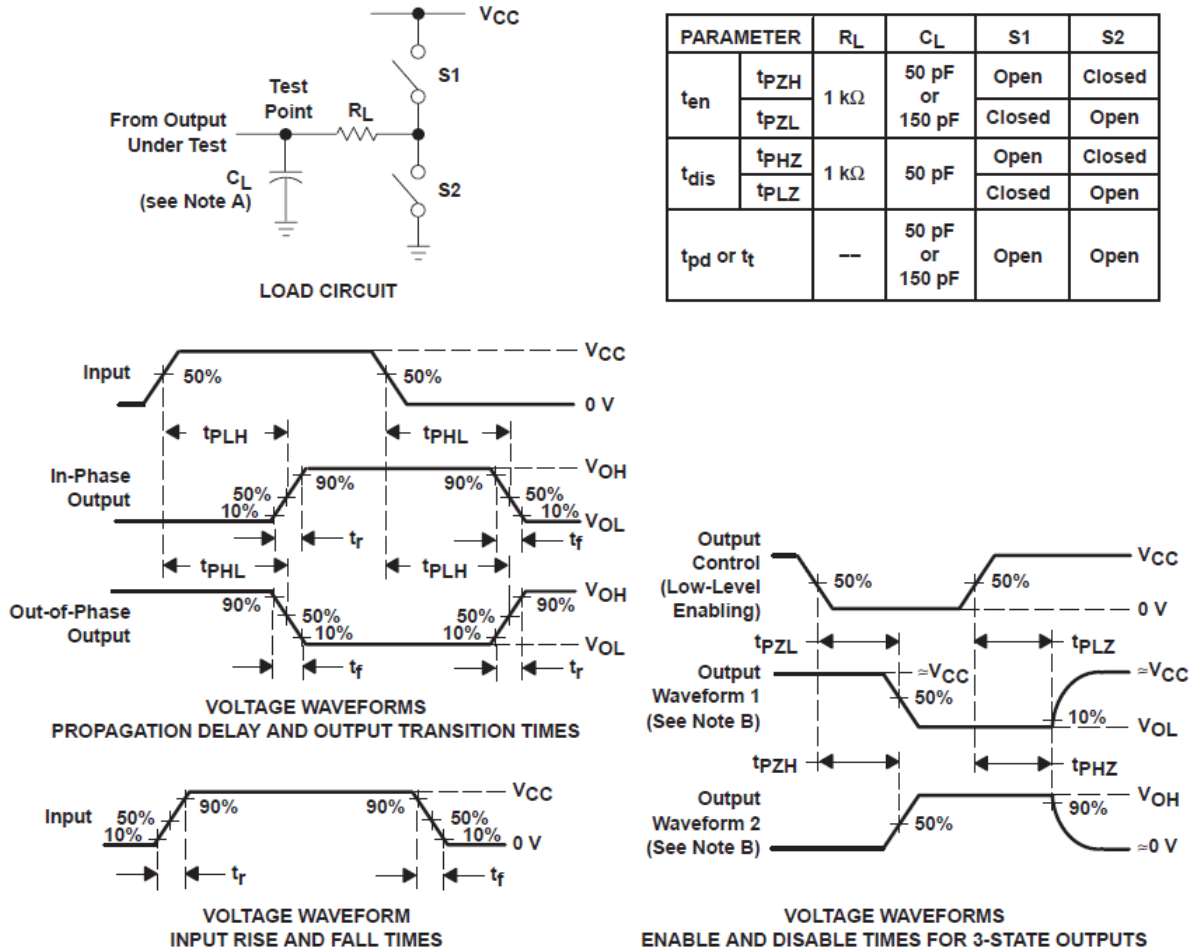 VCC
S1
Test
Point
RL
From Output
Under Test
CL
(see Note A)
S2
LOAD CIRCUIT
PARAMETER RL CL S1 S2
ten tPZH 1 kΩ 50 pF or 150 pF Open Closed
tPZL Closed Open
tdis tPHZ 1 kΩ 50 pF Open Closed
tPLZ Closed Open
tpd or tt −− 50 pF or 150 pF Open Open
Input 50% 50% VCC
0 V
tPLH tPHL
In-Phase
Output
50%
10%
90% 90%
50%
10%
VOH
VOL
tr tf
tPHL tPLH
Out-of-Phase
Output
90%
50%
10%
50%
10%
90%
VOH
VOL
tf tr
VOLTAGE WAVEFORMS
PROPAGATION DELAY AND OUTPUT TRANSITION TIMES
Input
50%
10%
90% 90%
50%
10%
VCC
0 V
tr tf
VOLTAGE WAVEFORM
INPUT RISE AND FALL TIMES
Output
Control
(Low-Level
Enabling)
50% 50%
VCC
0 V
tPZL tPLZ
Output
Waveform 1
(See Note B)
≈VCC
50%
≈VCC
10%
VOL
tPZH tPHZ
Output
Waveform 2
(See Note B)
50%
VOH
90%
≈0 V
VOLTAGE WAVEFORMS
ENABLE AND DISABLE TIMES FOR 3-STATE OUTPUTS